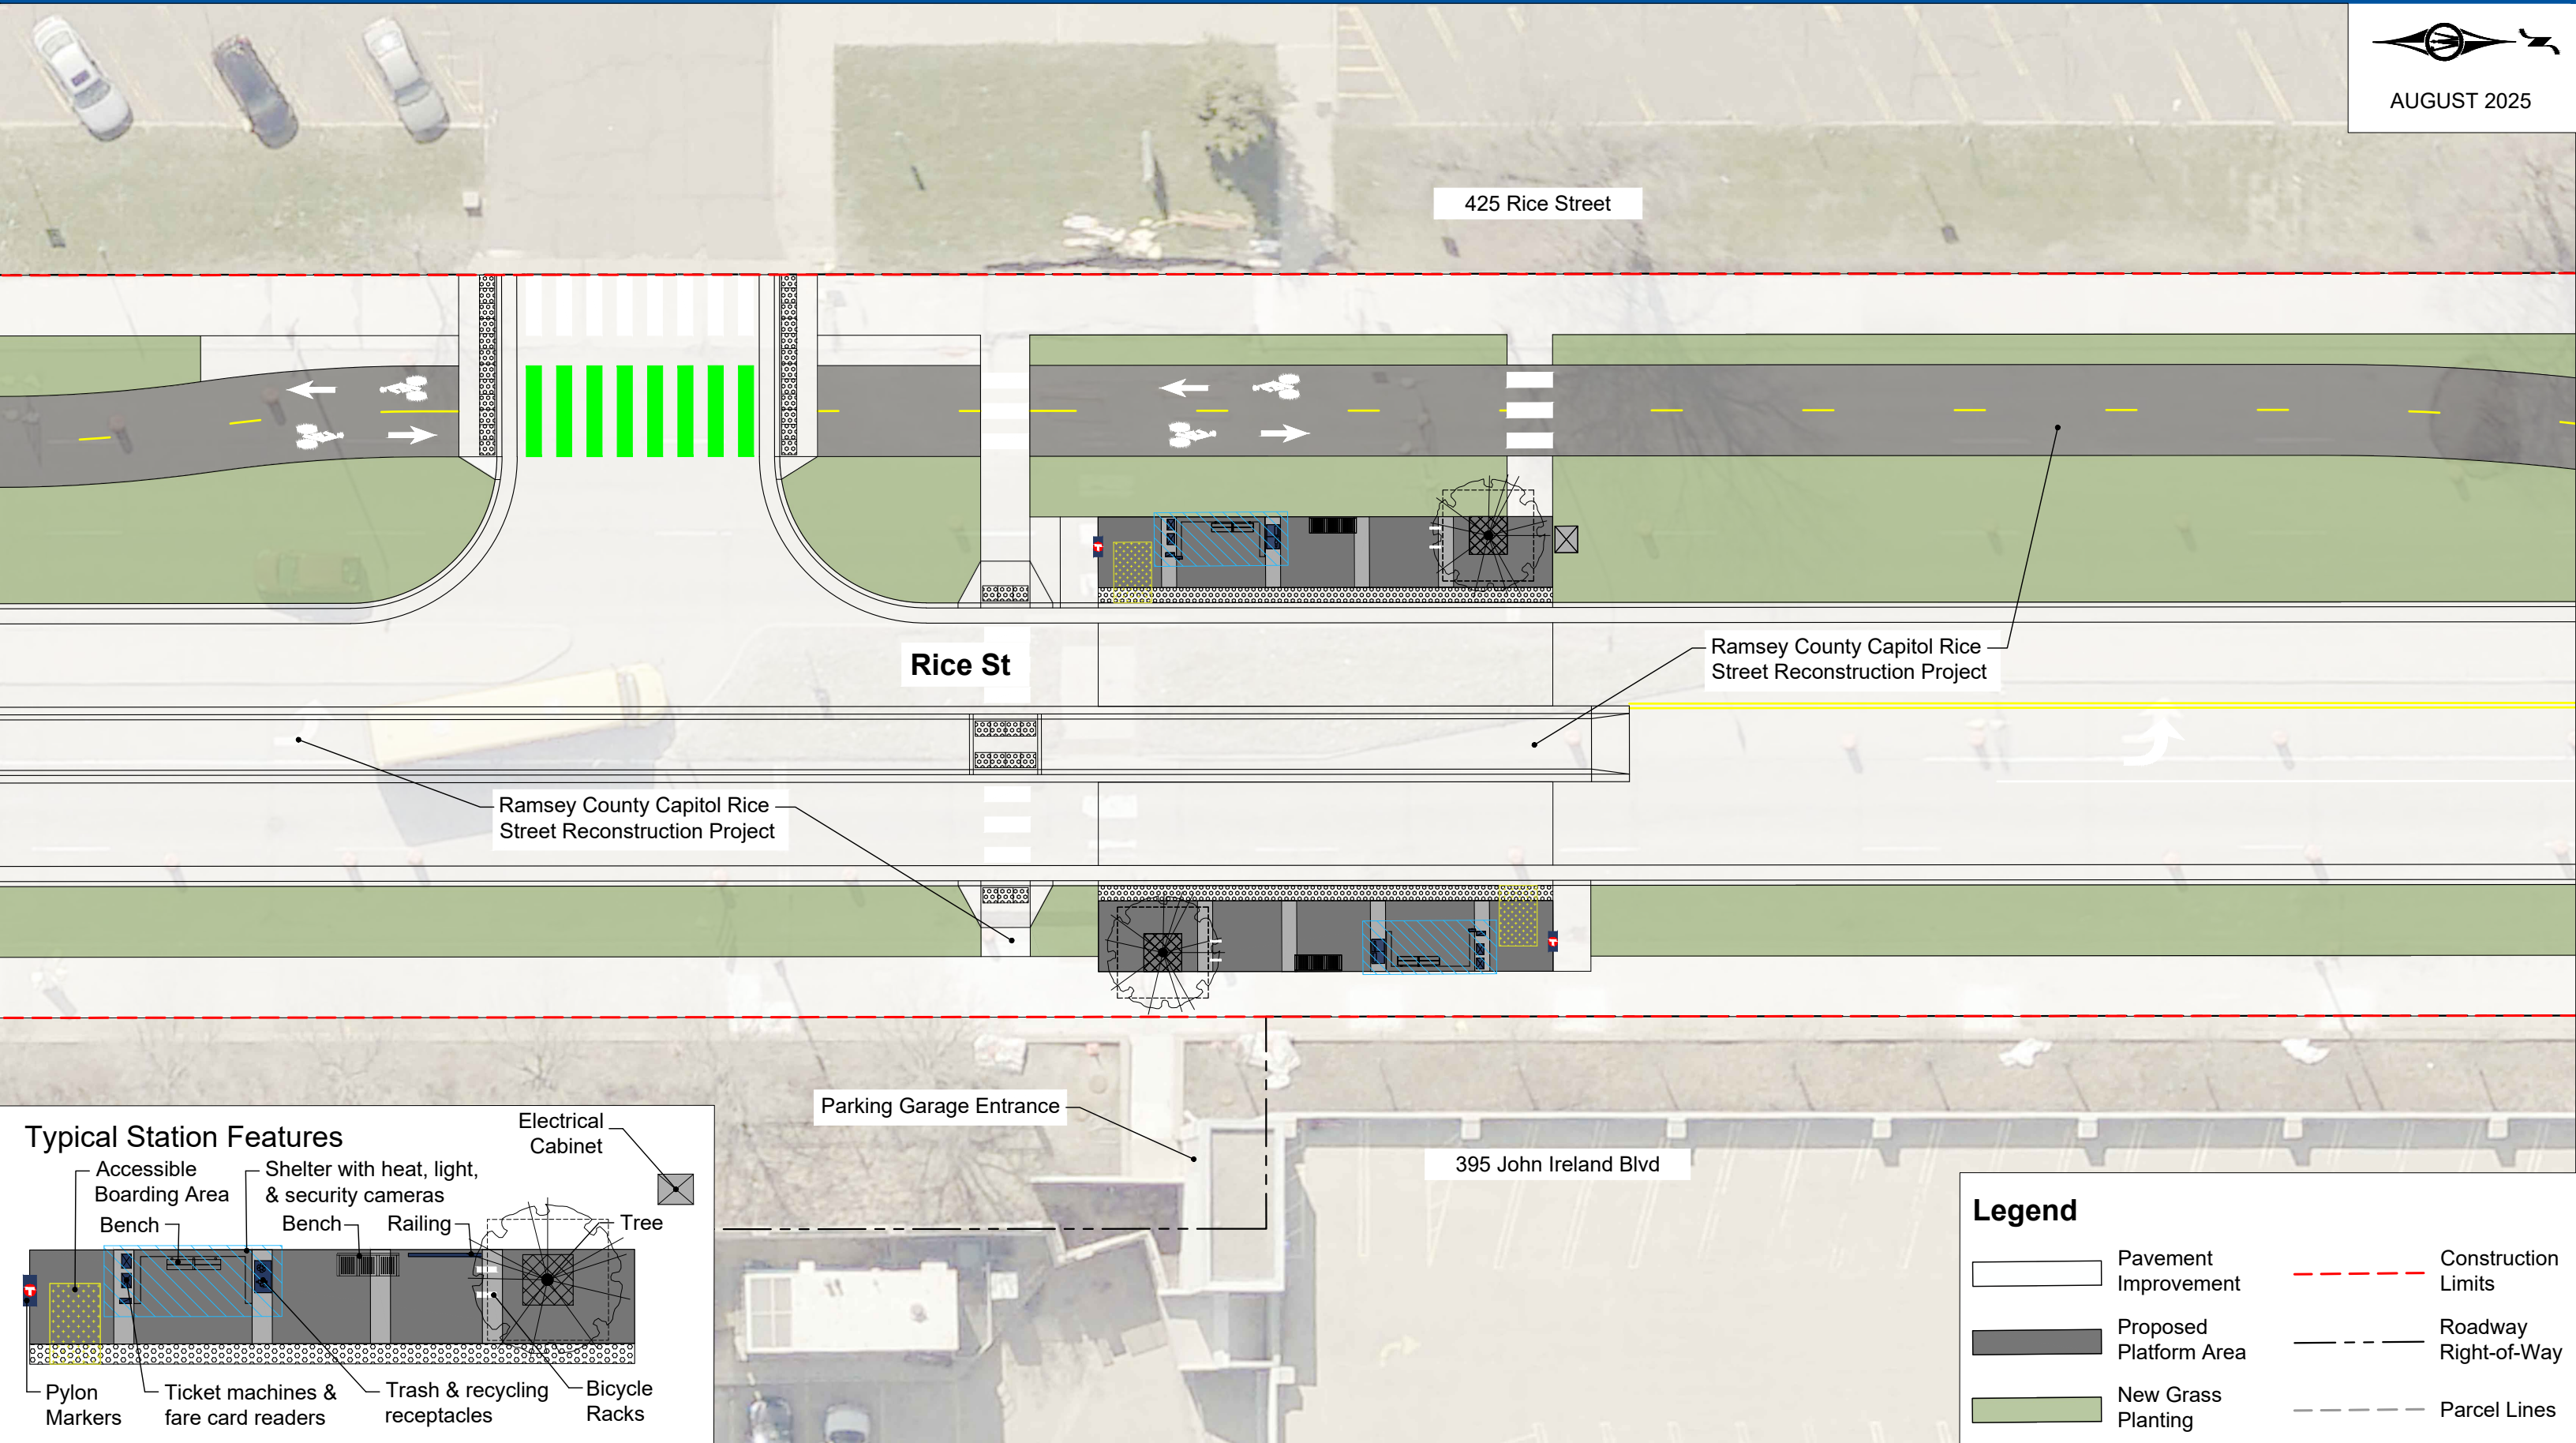 AUGUST 2025
425 Rice Street
Rice St
Ramsey County Capitol Rice
Street Reconstruction Project
Ramsey County Capitol Rice
Street Reconstruction Project
Parking Garage Entrance
395 John Ireland Blvd
Typical Station Features
Electrical
Cabinet
Accessible
Boarding Area
Shelter with heat, light,
& security cameras
Bench
Bench
Railing
Tree
Pylon
Markers
Ticket machines &
fare card readers
Trash & recycling
receptacles
Bicycle
Racks
Legend
Pavement
Improvement
Proposed
Platform Area
New Grass
Planting
Construction
Limits
Roadway
Right-of-Way
Parcel Lines